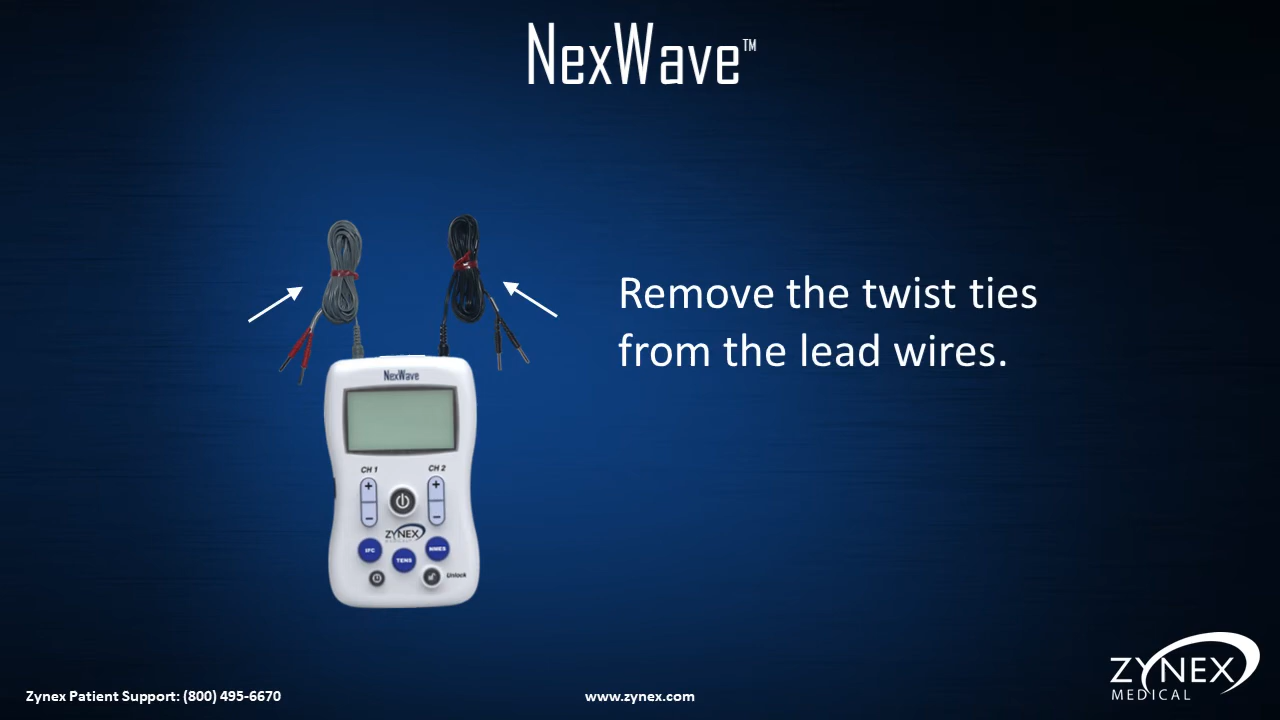 NexWave™
Remove the twist ties
from the lead wires.
NexWave
CH 1
CH 2
+
+
−
−
ZYNEX
IFC
TENS
NMES
Unlock
ZYNEX
MEDICAL
Zynex Patient Support: (800) 495-6670
www.zynex.com